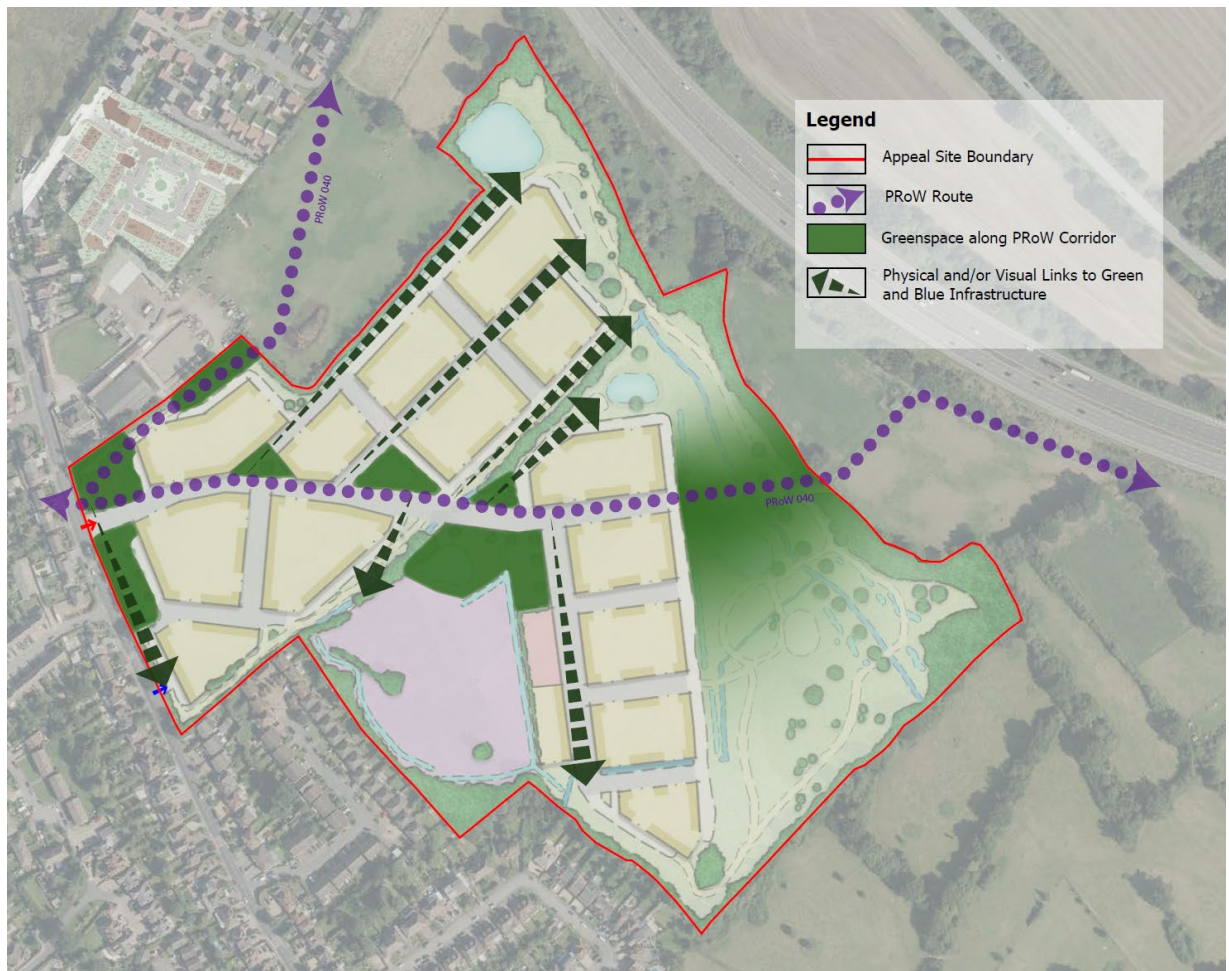 Legend
Appeal Site Boundary
PRoW Route
Greenspace along PRoW Corridor
Physical and/or Visual Links to Green
and Blue Infrastructure
PRoW 040
PRoW 040